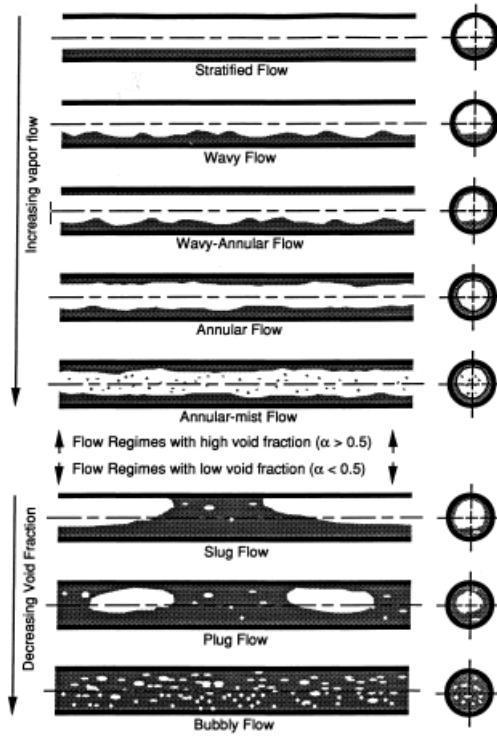 Stratified Flow
Wavy Flow
Wavy-Annular Flow
Annular Flow
Annular-mist Flow
Increasing vapor flow
Flow Regimes with high void fraction (α > 0.5)
Flow Regimes with low void fraction (α < 0.5)
Slug Flow
Plug Flow
Bubbly Flow
Decreasing Void Fraction